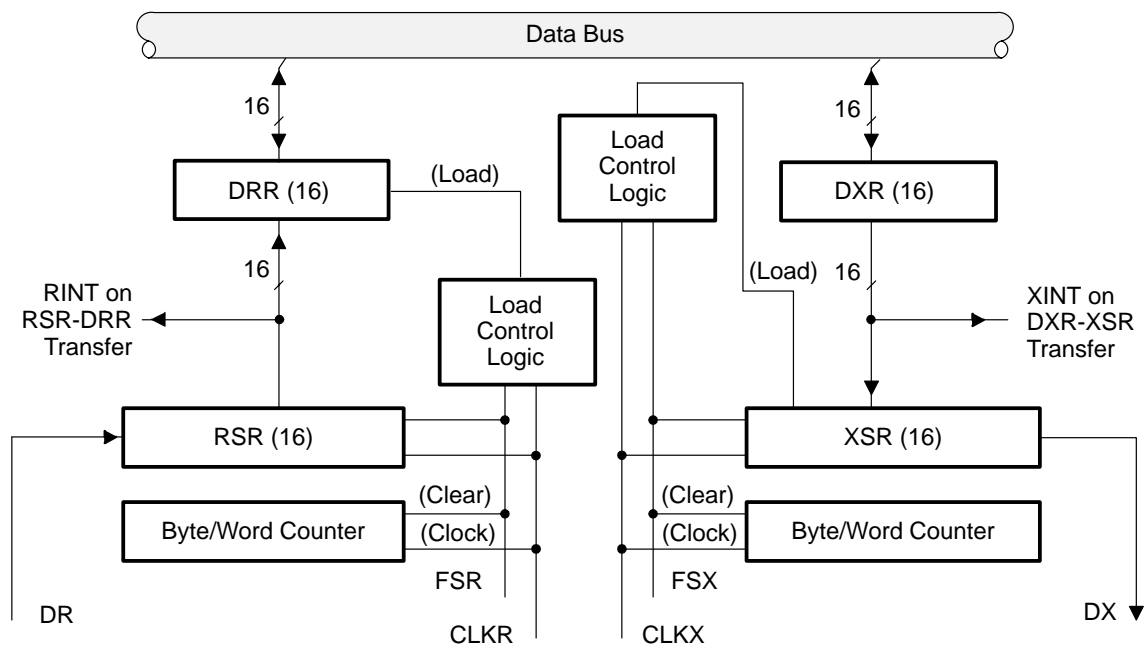 Data Bus
16
16
Load
Control
Logic
DRR (16)
(Load)
DXR (16)
16
(Load)
16
RINT on
RSR-DRR
Transfer
Load
Control
Logic
XINT on
DXR-XSR
Transfer
RSR (16)
XSR (16)
(Clear)
(Clear)
Byte/Word Counter
(Clock)
(Clock)
Byte/Word Counter
FSR
FSX
DR
DX
CLKR
CLKX